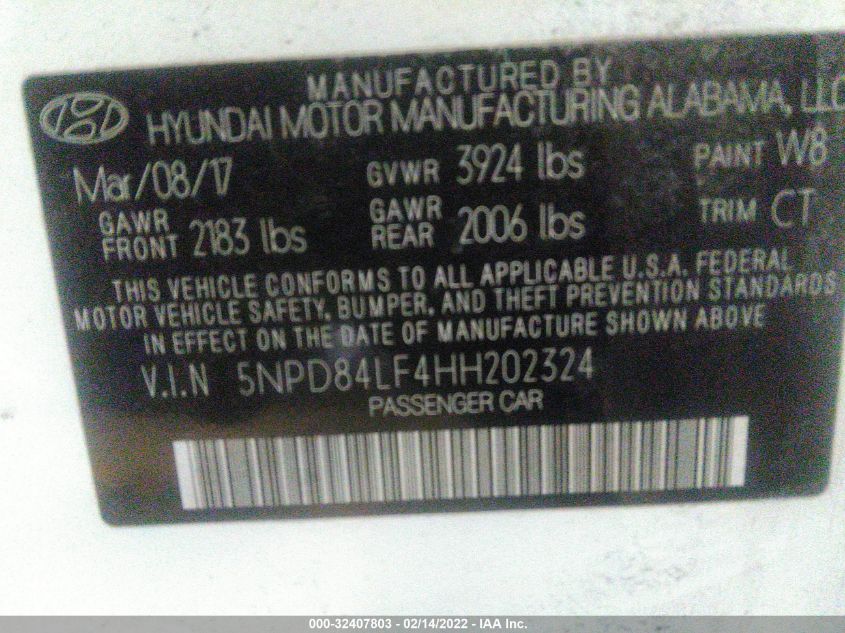 MANUFACTURED BY
HYUNDAI MOTOR MANUFACTURING ALABAMA, LLC
Mar/08/17 GVWR 3924 lbs PAINT W8
GAWR FRONT 2183 lbs GAWR REAR 2006 lbs TRIM CT
THIS VEHICLE CONFORMS TO ALL APPLICABLE U.S.A. FEDERAL
MOTOR VEHICLE SAFETY, BUMPER, AND THEFT PREVENTION STANDARDS
IN EFFECT ON THE DATE OF MANUFACTURE SHOWN ABOVE
V.I.N 5NPD84LF4HH202324
PASSENGER CAR
000-32407803 - 02/14/2022 - IAA Inc.